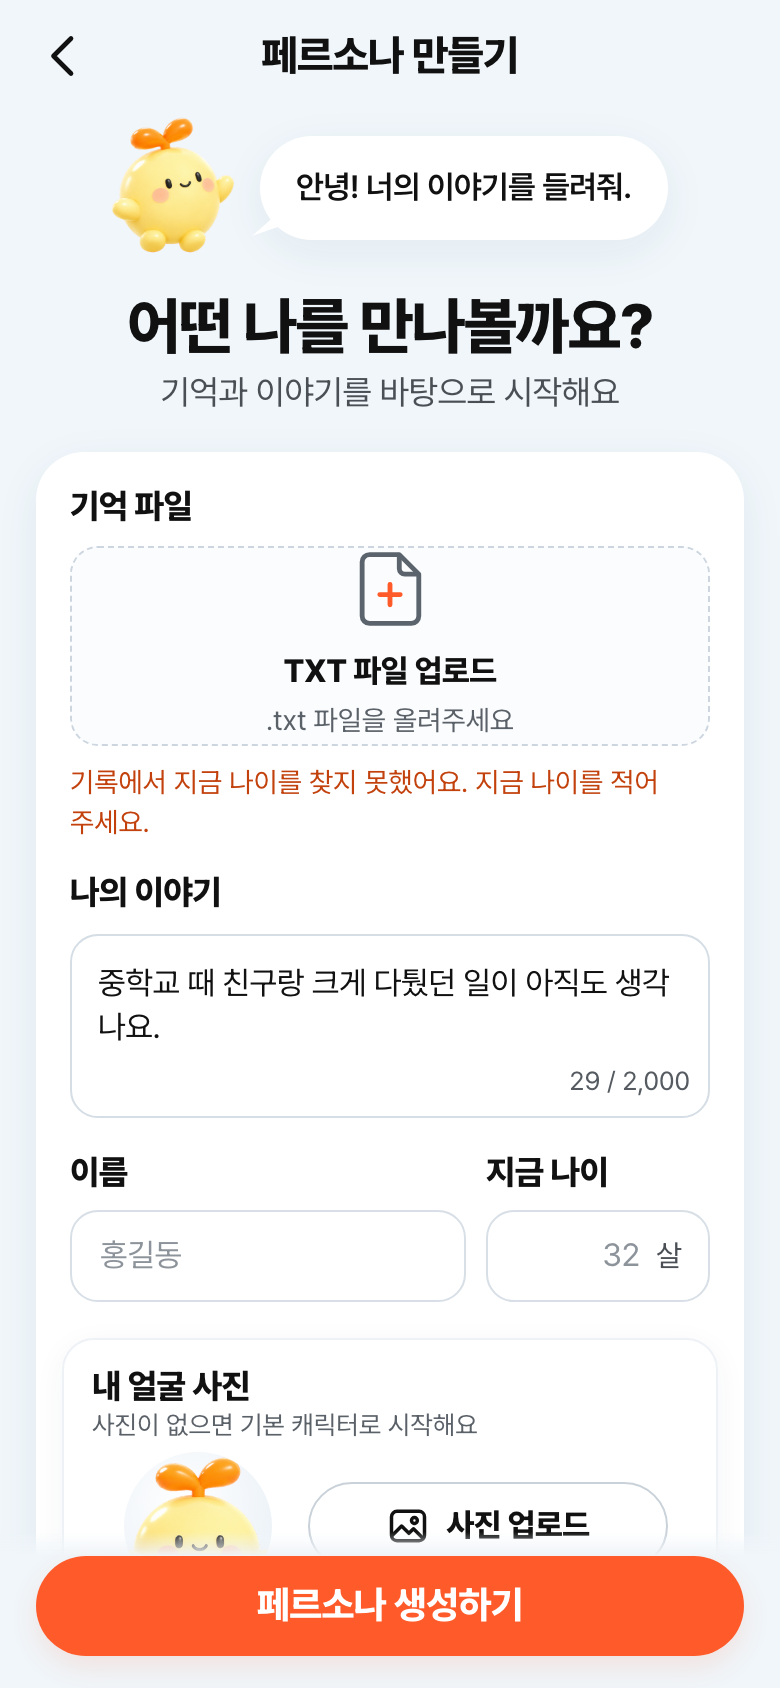 페르소나 만들기
안녕! 너의 이야기를 들려줘.
어떤 나를 만나볼까요?
기억과 이야기를 바탕으로 시작해요
기억 파일
TXT 파일 업로드
.txt 파일을 올려주세요
기록에서 지금 나이를 찾지 못했어요. 지금 나이를 적어
주세요.
나의 이야기
중학교 때 친구랑 크게 다퉜던 일이 아직도 생각
나요.
29 / 2,000
이름
지금 나이
홍길동
32 살
내 얼굴 사진
사진이 없으면 기본 캐릭터로 시작해요
사진 업로드
페르소나 생성하기